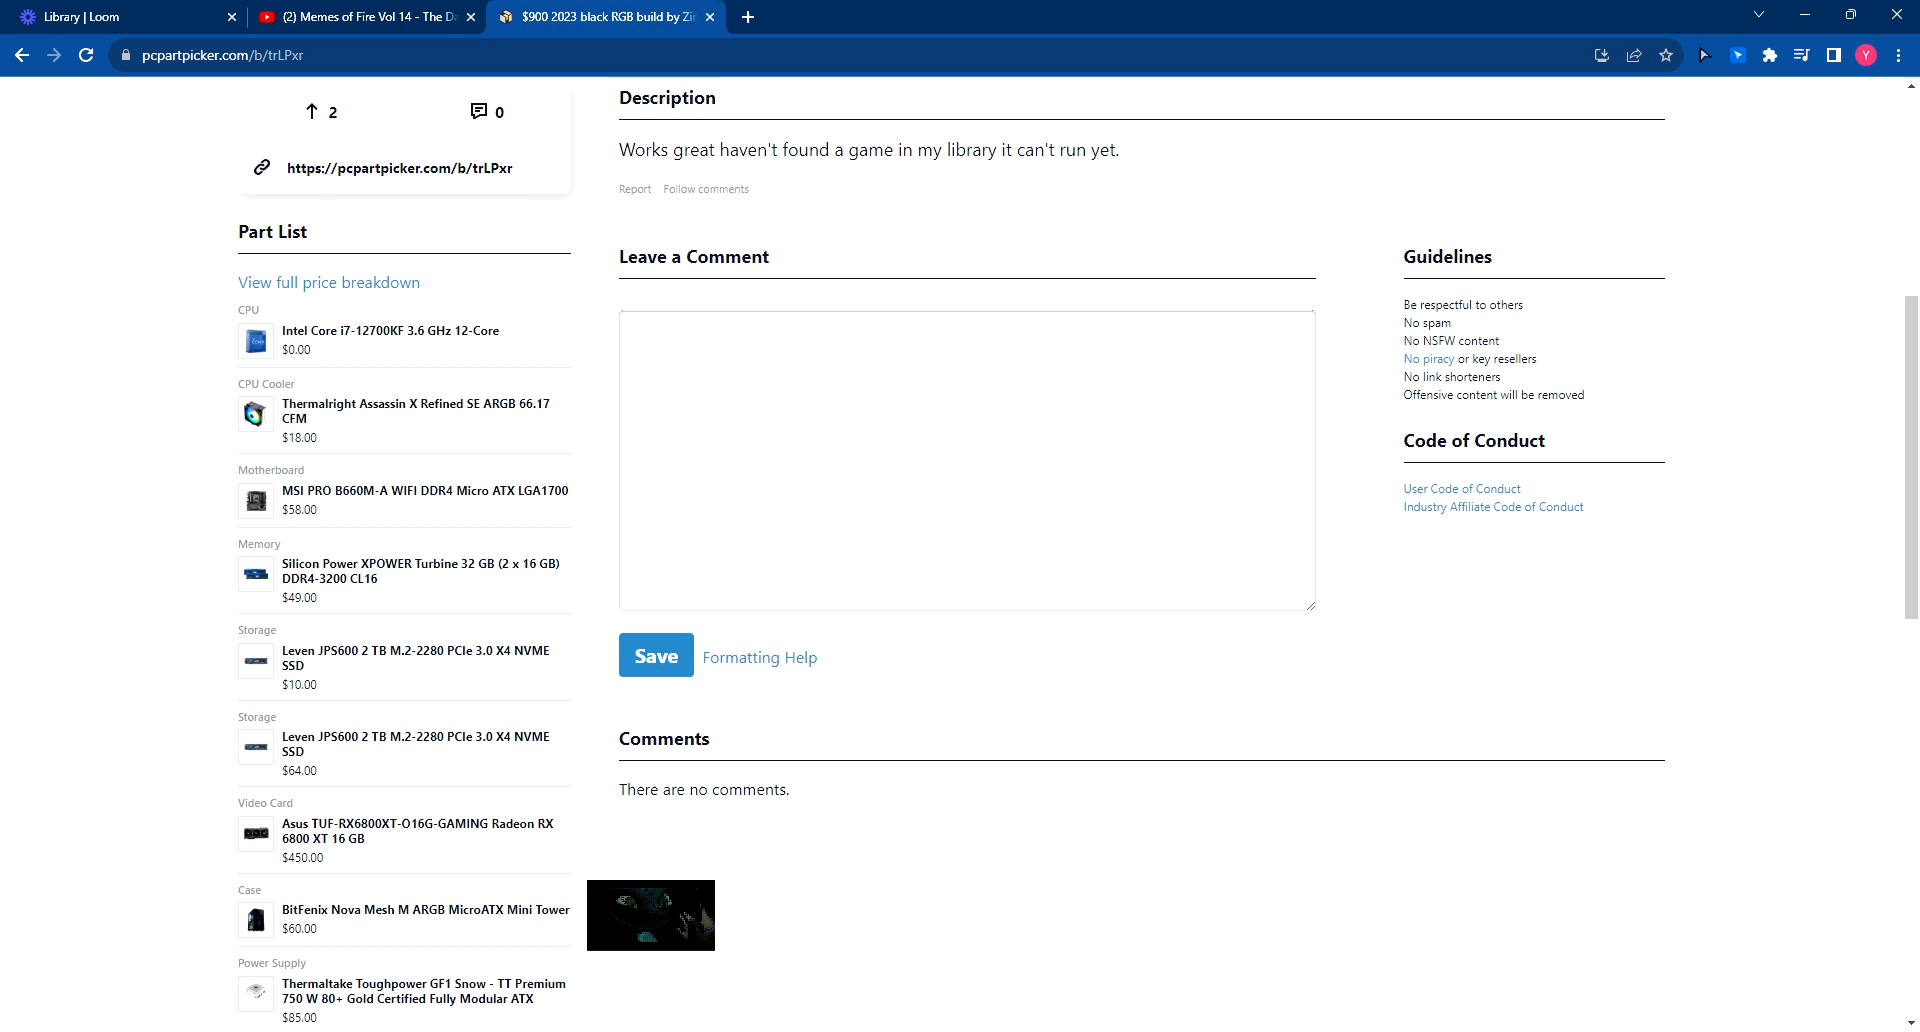 Library | Loom
(2) Memes of Fire Vol 14 - The Da
$900 2023 black RGB build by Zir
pcpartpicker.com/b/trLPxr
Y
2
0
https://pcpartpicker.com/b/trLPxr
Part List
View full price breakdown
CPU
Intel Core i7-12700KF 3.6 GHz 12-Core
$0.00
CPU Cooler
Thermalright Assassin X Refined SE ARGB 66.17
CFM
$18.00
Motherboard
MSI PRO B660M-A WIFI DDR4 Micro ATX LGA1700
$58.00
Memory
Silicon Power XPOWER Turbine 32 GB (2 x 16 GB)
DDR4-3200 CL16
$49.00
Storage
Leven JPS600 2 TB M.2-2280 PCIe 3.0 X4 NVME
SSD
$10.00
Storage
Leven JPS600 2 TB M.2-2280 PCIe 3.0 X4 NVME
SSD
$64.00
Video Card
Asus TUF-RX6800XT-O16G-GAMING Radeon RX
6800 XT 16 GB
$450.00
Case
BitFenix Nova Mesh M ARGB MicroATX Mini Tower
$60.00
Power Supply
Thermaltake Toughpower GF1 Snow - TT Premium
750 W 80+ Gold Certified Fully Modular ATX
$85.00
Description
Works great haven't found a game in my library it can't run yet.
Report Follow comments
Leave a Comment
Save Formatting Help
Comments
There are no comments.
Guidelines
Be respectful to others
No spam
No NSFW content
No piracy or key resellers
No link shorteners
Offensive content will be removed
Code of Conduct
User Code of Conduct
Industry Affiliate Code of Conduct